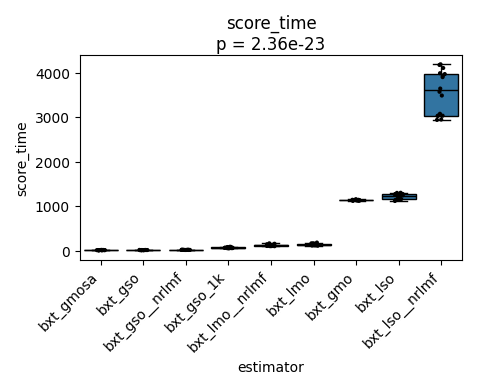 score_time
p = 2.36e-23
score_time
4000
3000
2000
1000
0
bxt_gmosa
bxt_gso
bxt_gso__nrlmf
bxt_gso_1k
bxt_lmo__nrlmf
bxt_lmo
bxt_gmo
bxt_lso
bxt_lso__nrlmf
estimator